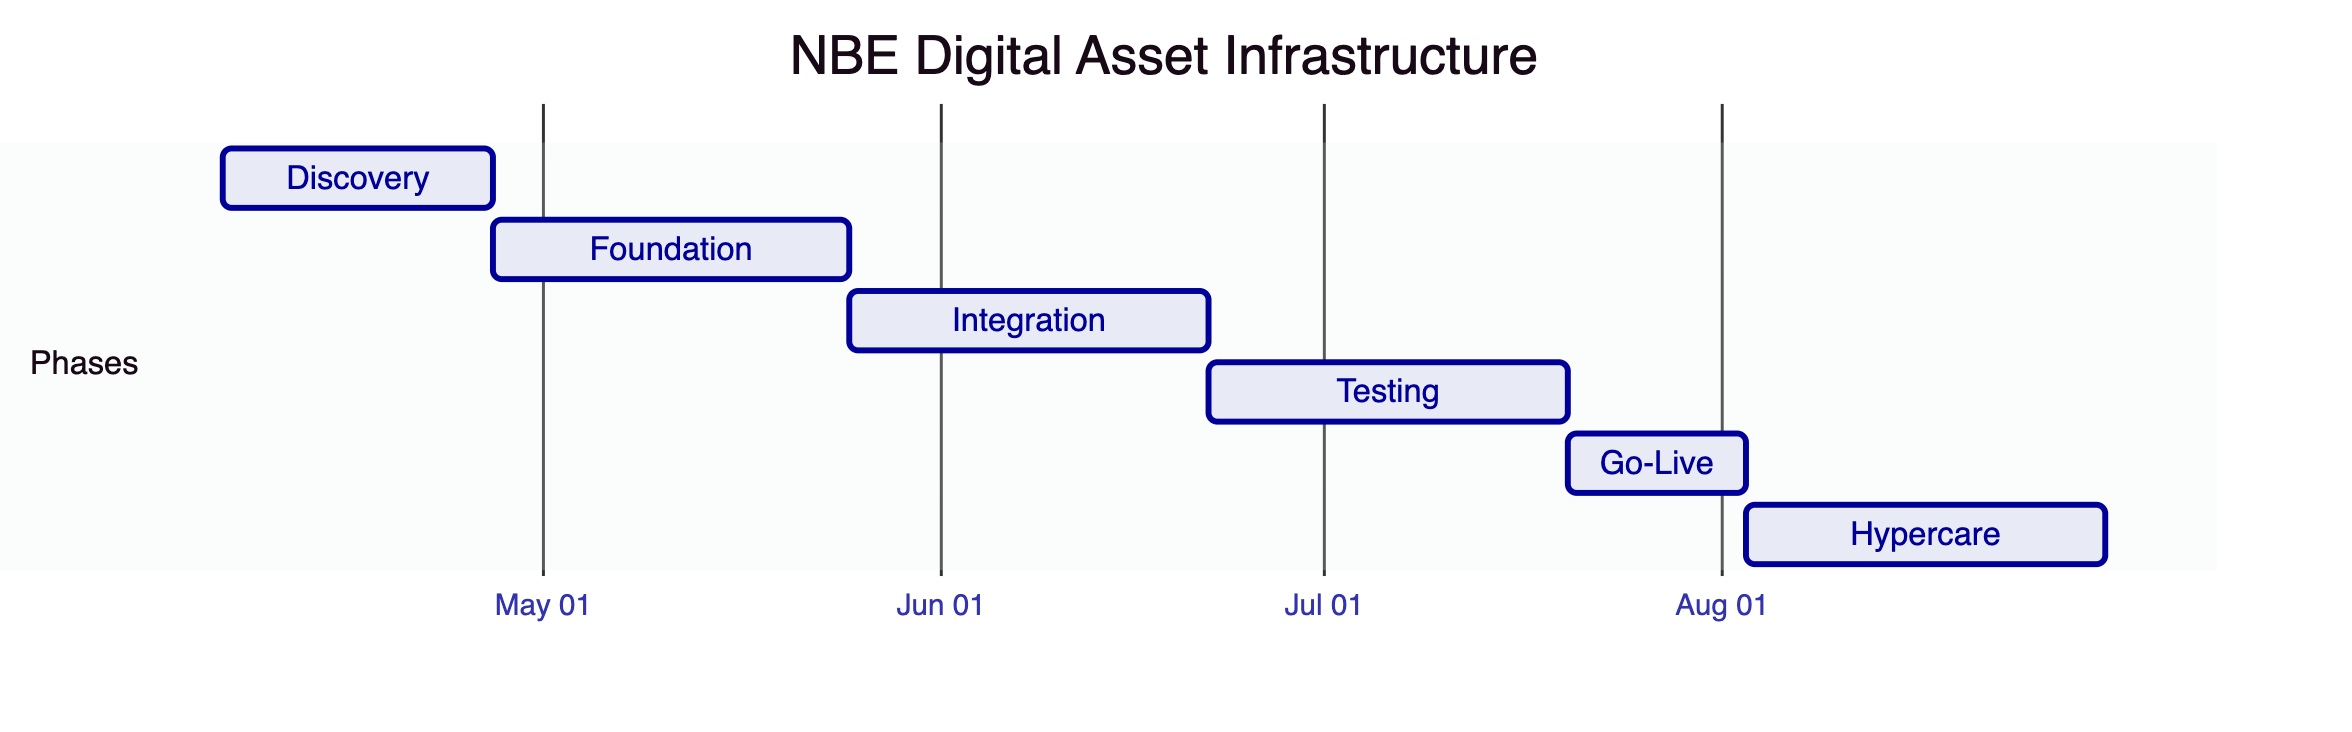 NBE Digital Asset Infrastructure
Discovery
Foundation
Integration
Phases
Testing
Go-Live
Hypercare
May 01
Jun 01
Jul 01
Aug 01